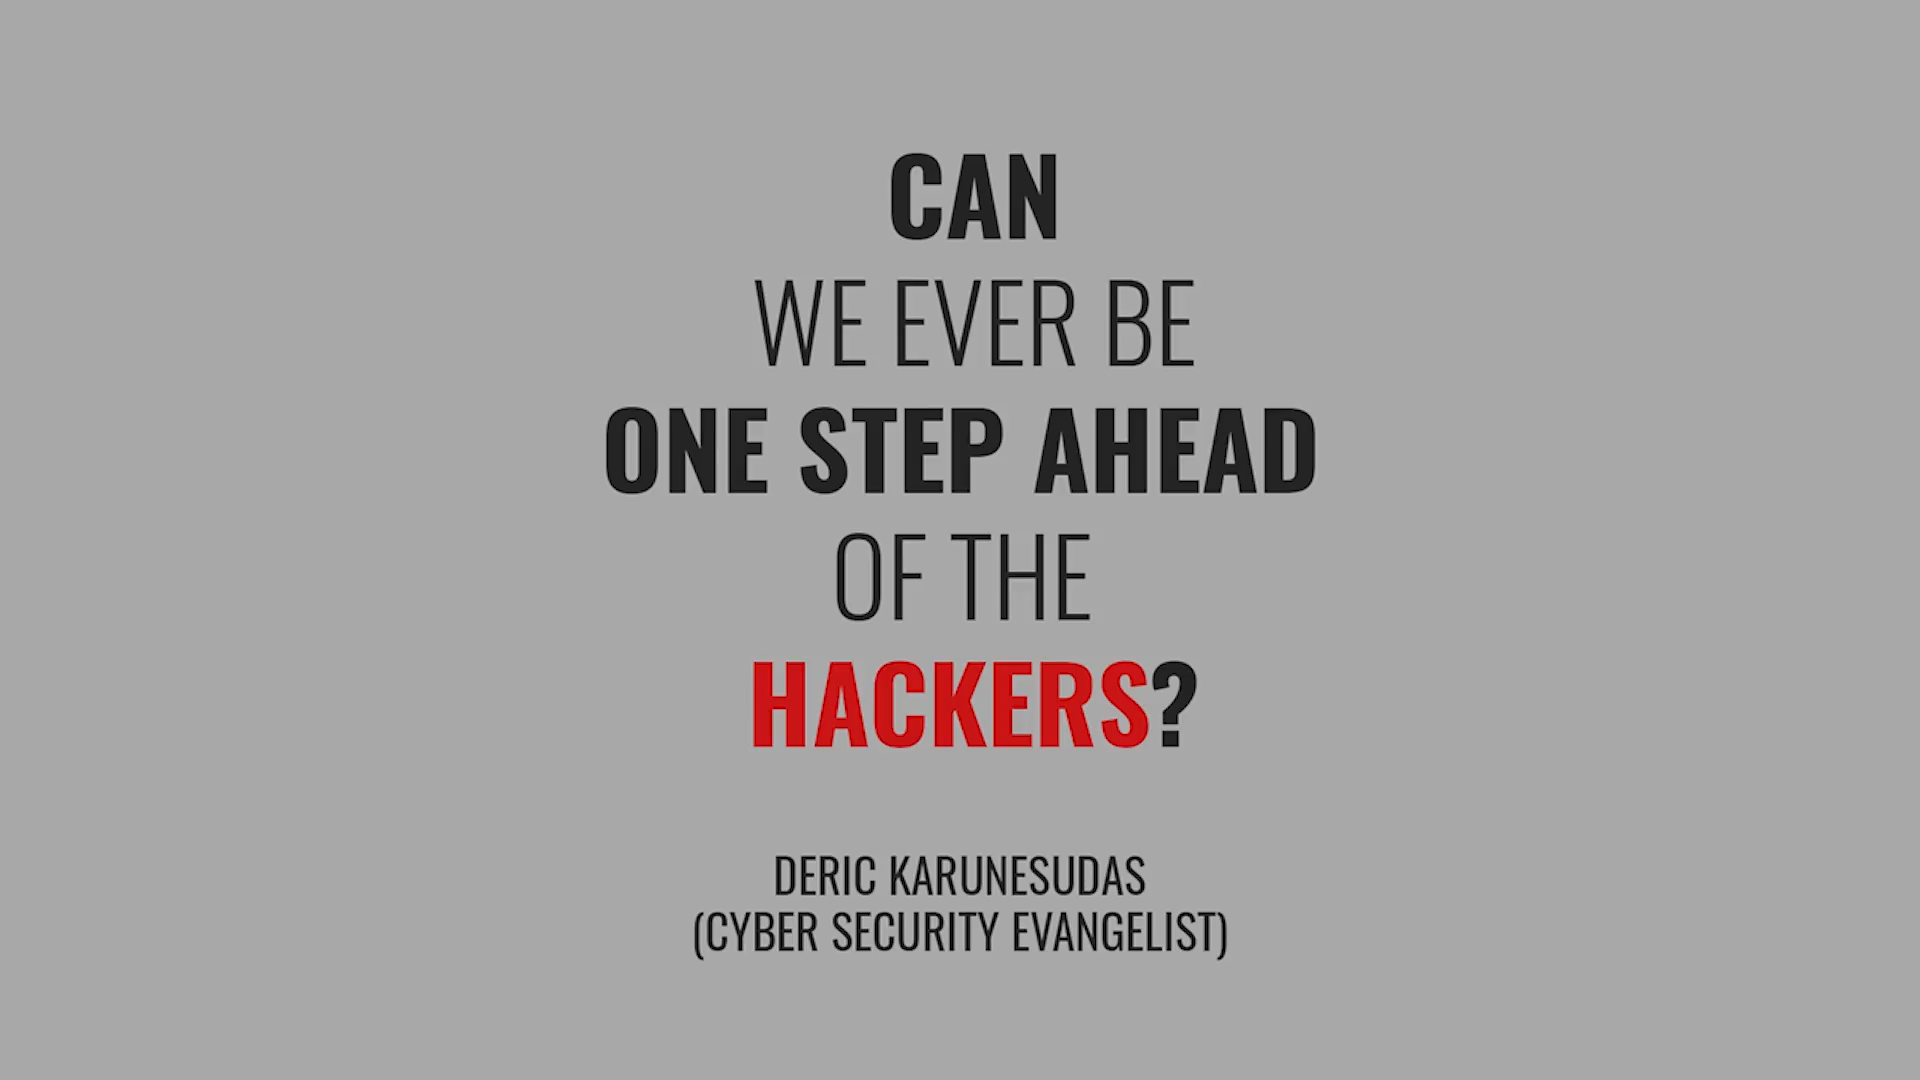 CAN
WE EVER BE
ONE STEP AHEAD
OF THE
HACKERS?
DERIC KARUNESUDAS
(CYBER SECURITY EVANGELIST)